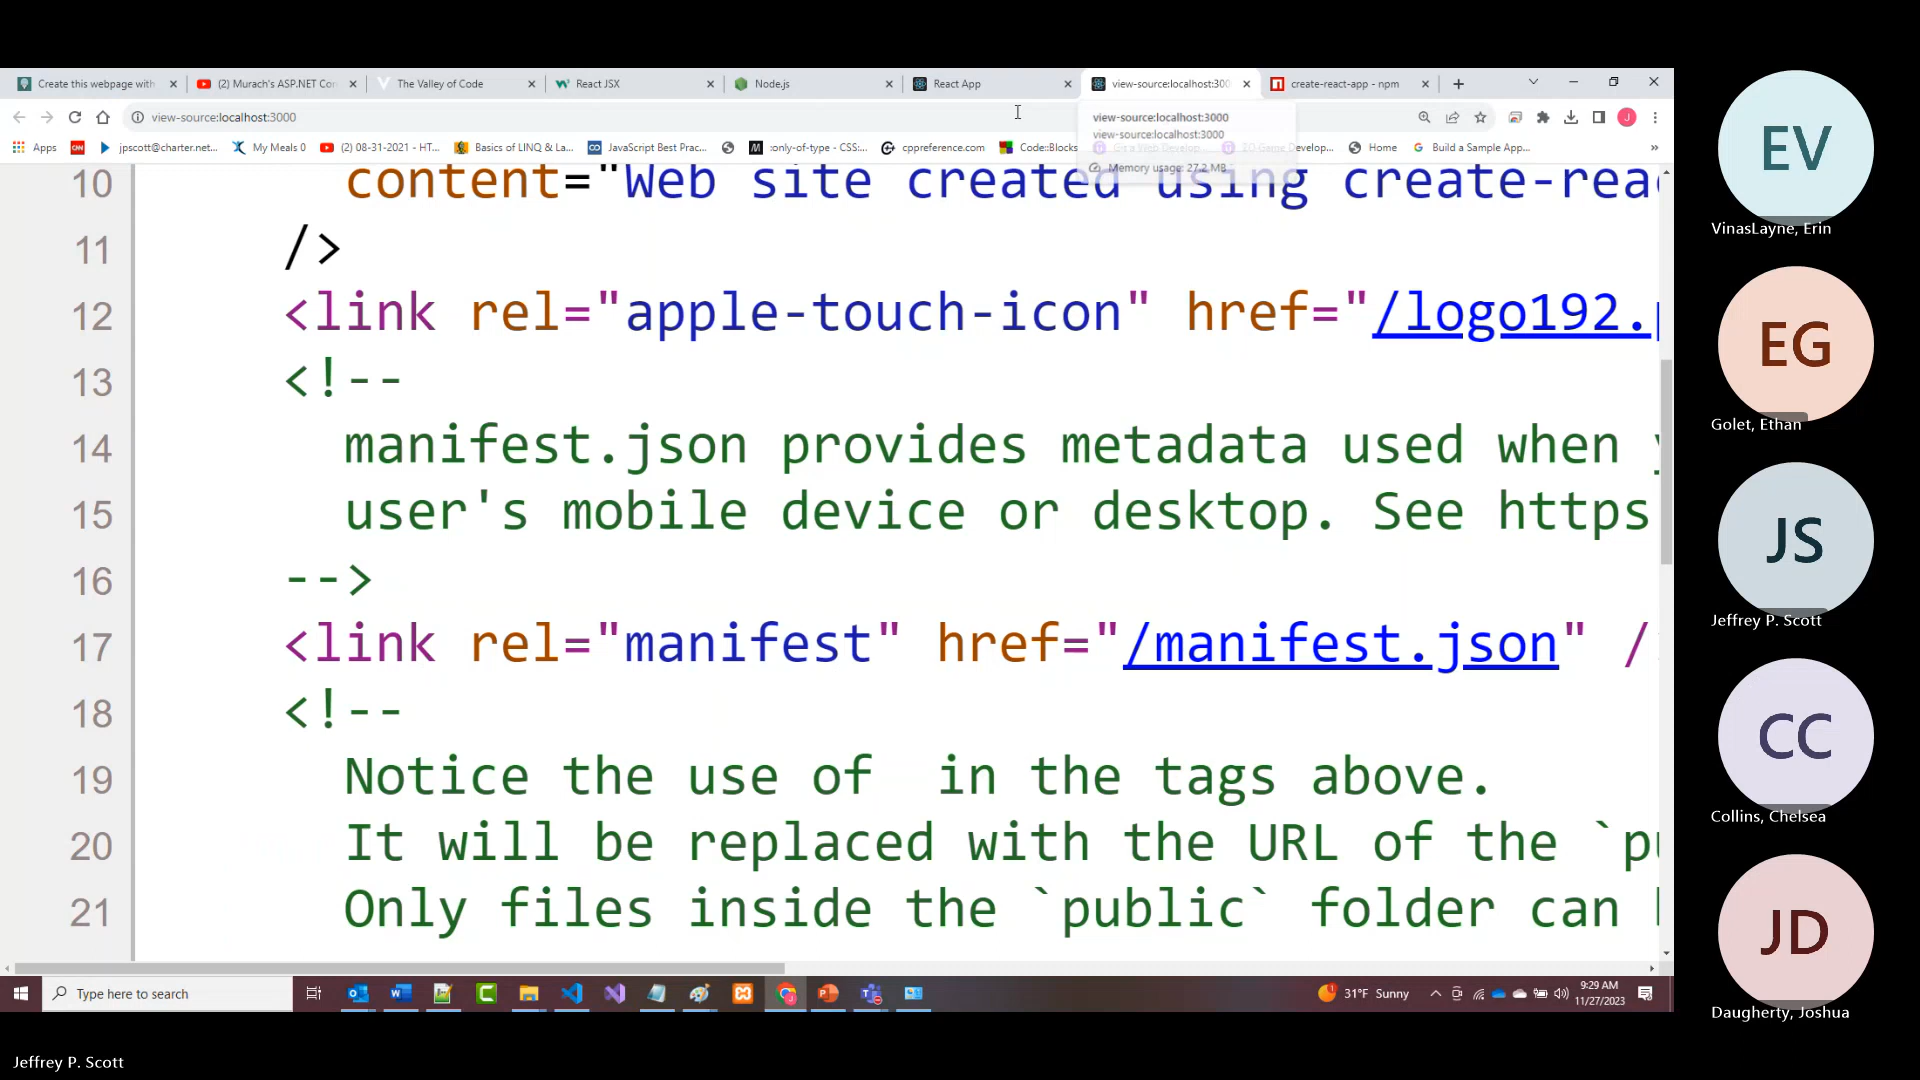 Create this webpage with
(2) Murach's ASP.NET Cor
The Valley of Code
React JSX
Node.js
React App
view-source:localhost:300
create-react-app - npm
view-source:localhost:3000
view-source:localhost:3000
view-source:localhost:3000
Memory usage: 27.2 MB
Apps
jpscott@charter.net...
My Meals 0
(2) 08-31-2021 - HT...
Basics of LINQ & La...
JavaScript Best Prac...
:only-of-type - CSS:...
cppreference.com
Code::Blocks
Gis a Web Develop...
Home
Build a Sample App...
»
10 content="Web site created using create-reac
11 />
12 <link rel="apple-touch-icon" href="/logo192.p
13 <!--
14 manifest.json provides metadata used when y
15 user's mobile device or desktop. See https
16 -->
17 <link rel="manifest" href="/manifest.json" />
18 <!--
19 Notice the use of  in the tags above.
20 It will be replaced with the URL of the `pu
21 Only files inside the `public` folder can b
Type here to search
31°F Sunny
9:29 AM
11/27/2023
EV
VinasLayne, Erin
EG
Golet, Ethan
JS
Jeffrey P. Scott
CC
Collins, Chelsea
JD
Daugherty, Joshua
Jeffrey P. Scott